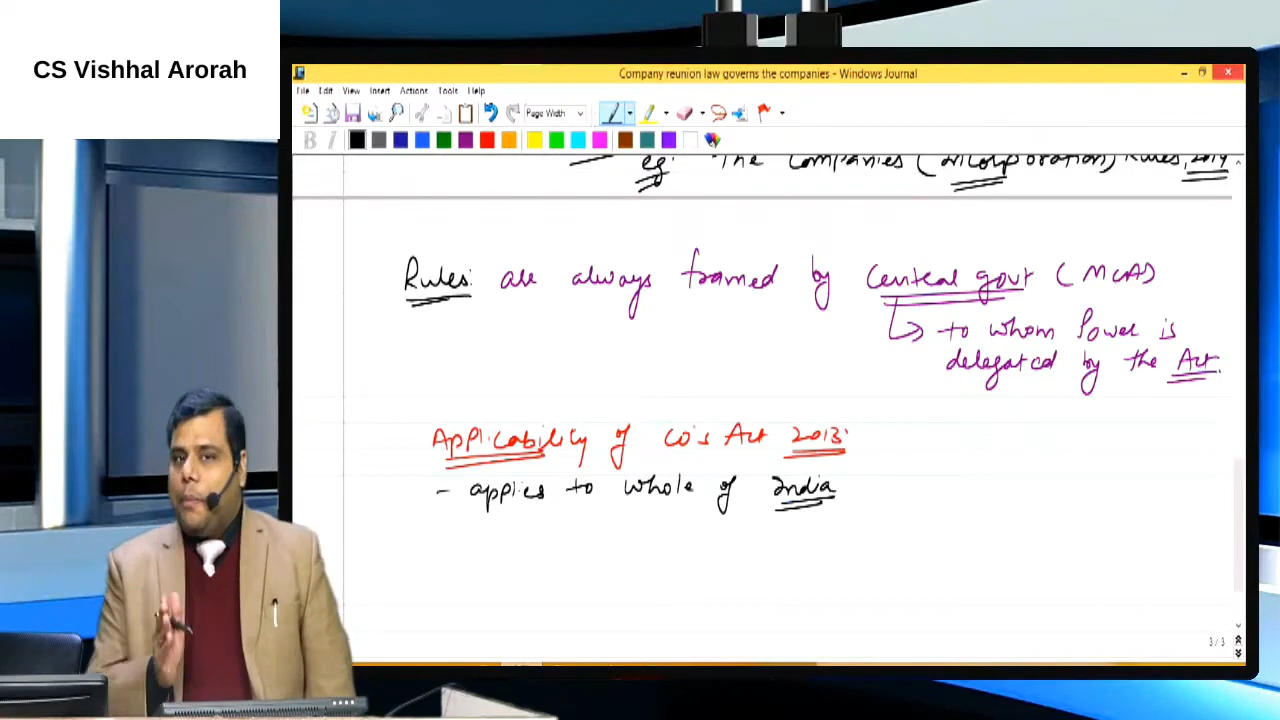 CS Vishhal Arorah
Company reunion law governs the companies - Windows Journal
File Edit View Insert Actions Tools Help
Page Width
B I
eg: The Companies (Incorporation) Rules, 2014.
Rules: are always framed by Central govt (MCA)
to whom Power is
delegated by the Act.
Applicability of Co's Act 2013:
- applies to whole of India
3/3